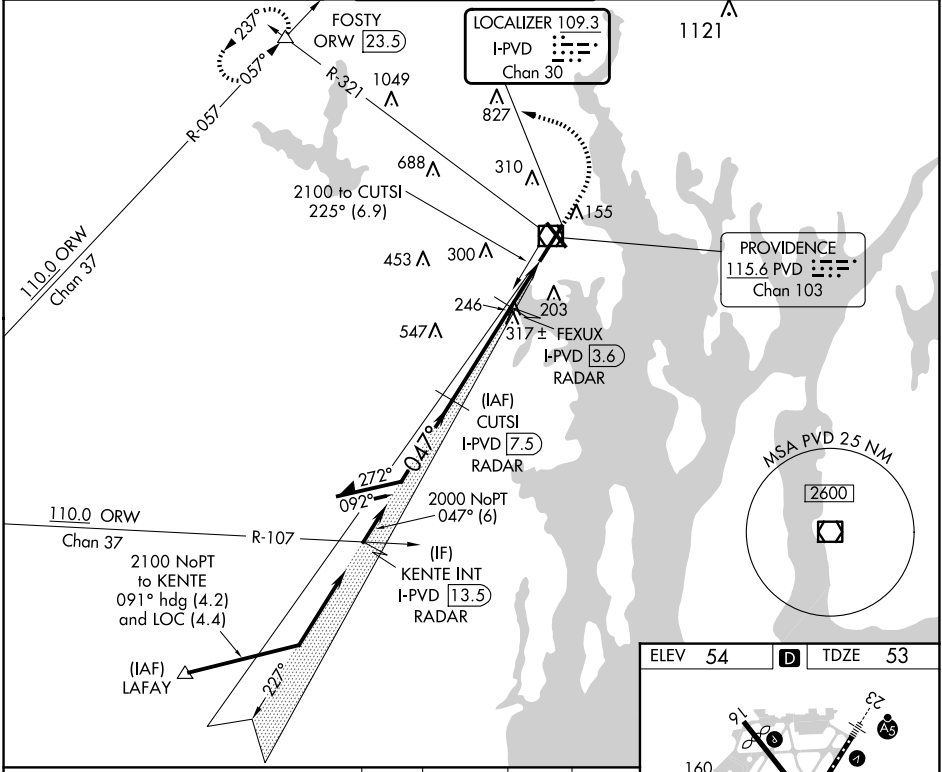 237°
057°
FOSTY
ORW 23.5
R-321
R-057
110.0 ORW
Chan 37
LOCALIZER 109.3
I-PVD
Chan 30
1121
1049
827
688
310
155
2100 to CUTSI
225° (6.9)
453
300
246
203
547
317 ±
FEXUX
I-PVD 3.6
RADAR
PROVIDENCE
115.6 PVD
Chan 103
(IAF)
CUTSI
I-PVD 7.5
RADAR
047°
272°
092°
2000 NoPT
047° (6)
110.0 ORW
Chan 37
R-107
(IF)
KENTE INT
I-PVD 13.5
RADAR
2100 NoPT
to KENTE
091° hdg (4.2)
and LOC (4.4)
(IAF)
LAFAY
227°
MSA PVD 25 NM
2600
ELEV 54
D
TDZE 53
16
23
A5
160